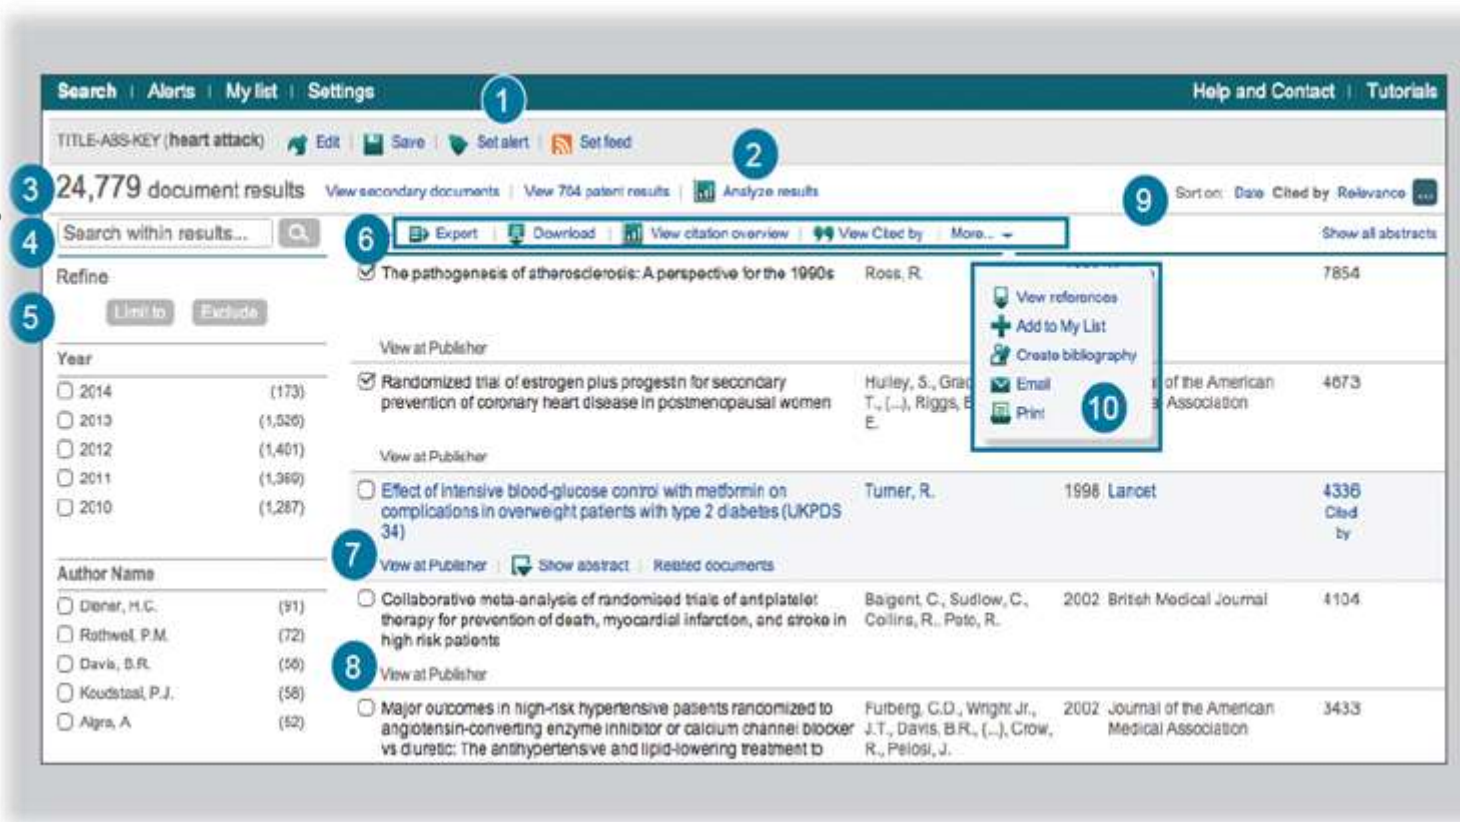 Search | Alerts | My list | Settings
Help and Contact | Tutorials
1
TITLE-ABS-KEY (heart attack) Edit | Save | Set alert | Set feed
2
3
24,779 document results View secondary documents | View 704 patent results | Analyze results
9
Sort on: Date Cited by Relevance ...
4
Search within results...
6
Export | Download | View citation overview | View Cited by | More...
Show all abstracts
Refine
5
Limit to Exclude
Year
2014 (173)
2013 (1,526)
2012 (1,401)
2011 (1,360)
2010 (1,287)
Author Name
Diener, H.C. (91)
Rothwell, P.M. (72)
Davis, B.R. (58)
Koudstaal, P.J. (58)
Algra, A (52)
The pathogenesis of atherosclerosis: A perspective for the 1990s Ross, R. 7854
View at Publisher
View references
Add to My List
Create bibliography
Email
Print
10
Randomized trial of estrogen plus progestin for secondary Hulley, S., of the American 4673
prevention of coronary heart disease in postmenopausal women T., (...), Riggs, Association
E.
View at Publisher
Effect of intensive blood-glucose control with metformin on Turner, R. 1998 Lancet 4336
complications in overweight patients with type 2 diabetes (UKPDS Cited
34) by
7
View at Publisher | Show abstract | Related documents
Collaborative meta-analysis of randomised trials of antiplatelet Baigent, C., Sudlow, C., 2002 British Medical Journal 4104
therapy for prevention of death, myocardial infarction, and stroke in Collins, R., Peto, R.
high risk patients
8
View at Publisher
Major outcomes in high-risk hypertensive patients randomized to Furberg, C.D., Wright Jr., 2002 Journal of the American 3433
angiotensin-converting enzyme inhibitor or calcium channel blocker J.T., Davis, B.R., (...), Crow, Medical Association
vs diuretic: The antihypertensive and lipid-lowering treatment to R., Pelosi, J.